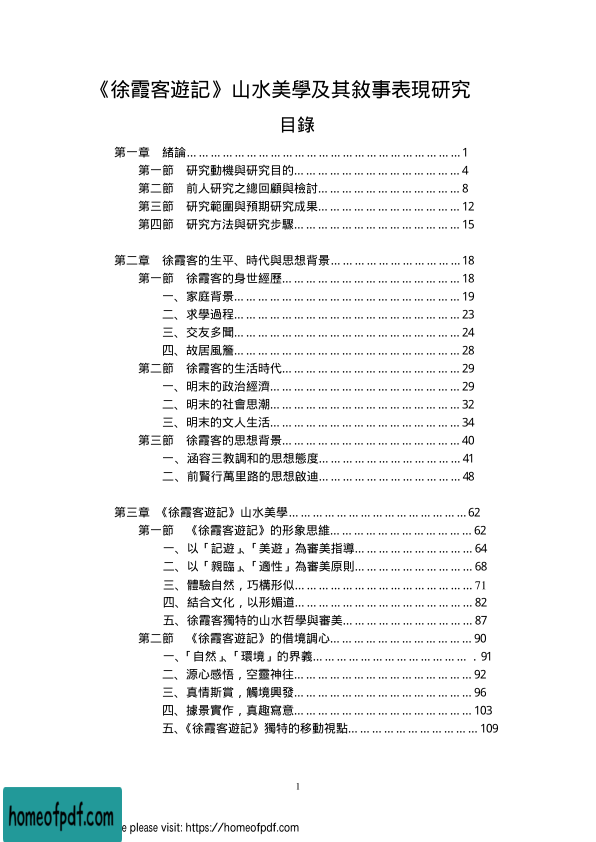 《徐霞客遊記》山水美學及其敘事表現研究
目錄
第一章　緒論…………………………………………………………1
第一節　研究動機與研究目的……………………………………4
第二節　前人研究之總回顧與檢討………………………………8
第三節　研究範圍與預期研究成果………………………………12
第四節　研究方法與研究步驟……………………………………15
第二章　徐霞客的生平、時代與思想背景……………………………18
第一節　徐霞客的身世經歷………………………………………18
一、家庭背景…………………………………………………19
二、求學過程…………………………………………………23
三、交友多聞…………………………………………………24
四、故居風簷…………………………………………………28
第二節　徐霞客的生活時代………………………………………29
一、明末的政治經濟…………………………………………29
二、明末的社會思潮…………………………………………32
三、明末的文人生活…………………………………………34
第三節　徐霞客的思想背景………………………………………40
一、涵容三教調和的思想態度………………………………41
二、前賢行萬里路的思想啟迪………………………………48
第三章　《徐霞客遊記》山水美學………………………………………62
第一節　《徐霞客遊記》的形象思維………………………………62
一、以「記遊」、「美遊」為審美指導…………………………64
二、以「親臨」、「適性」為審美原則…………………………68
三、體驗自然，巧構形似………………………………………71
四、結合文化，以形媚道………………………………………82
五、徐霞客獨特的山水哲學與審美……………………………87
第二節　《徐霞客遊記》的借境調心………………………………90
一、「自然」、「環境」的界義…………………………………．91
二、源心感悟，空靈神往………………………………………92
三、真情斯賞，觸境興發………………………………………96
四、據景實作，真趣寫意………………………………………103
五、《徐霞客遊記》獨特的移動視點……………………………109
1
homeofpdf.com
e please visit: https://homeofpdf.com